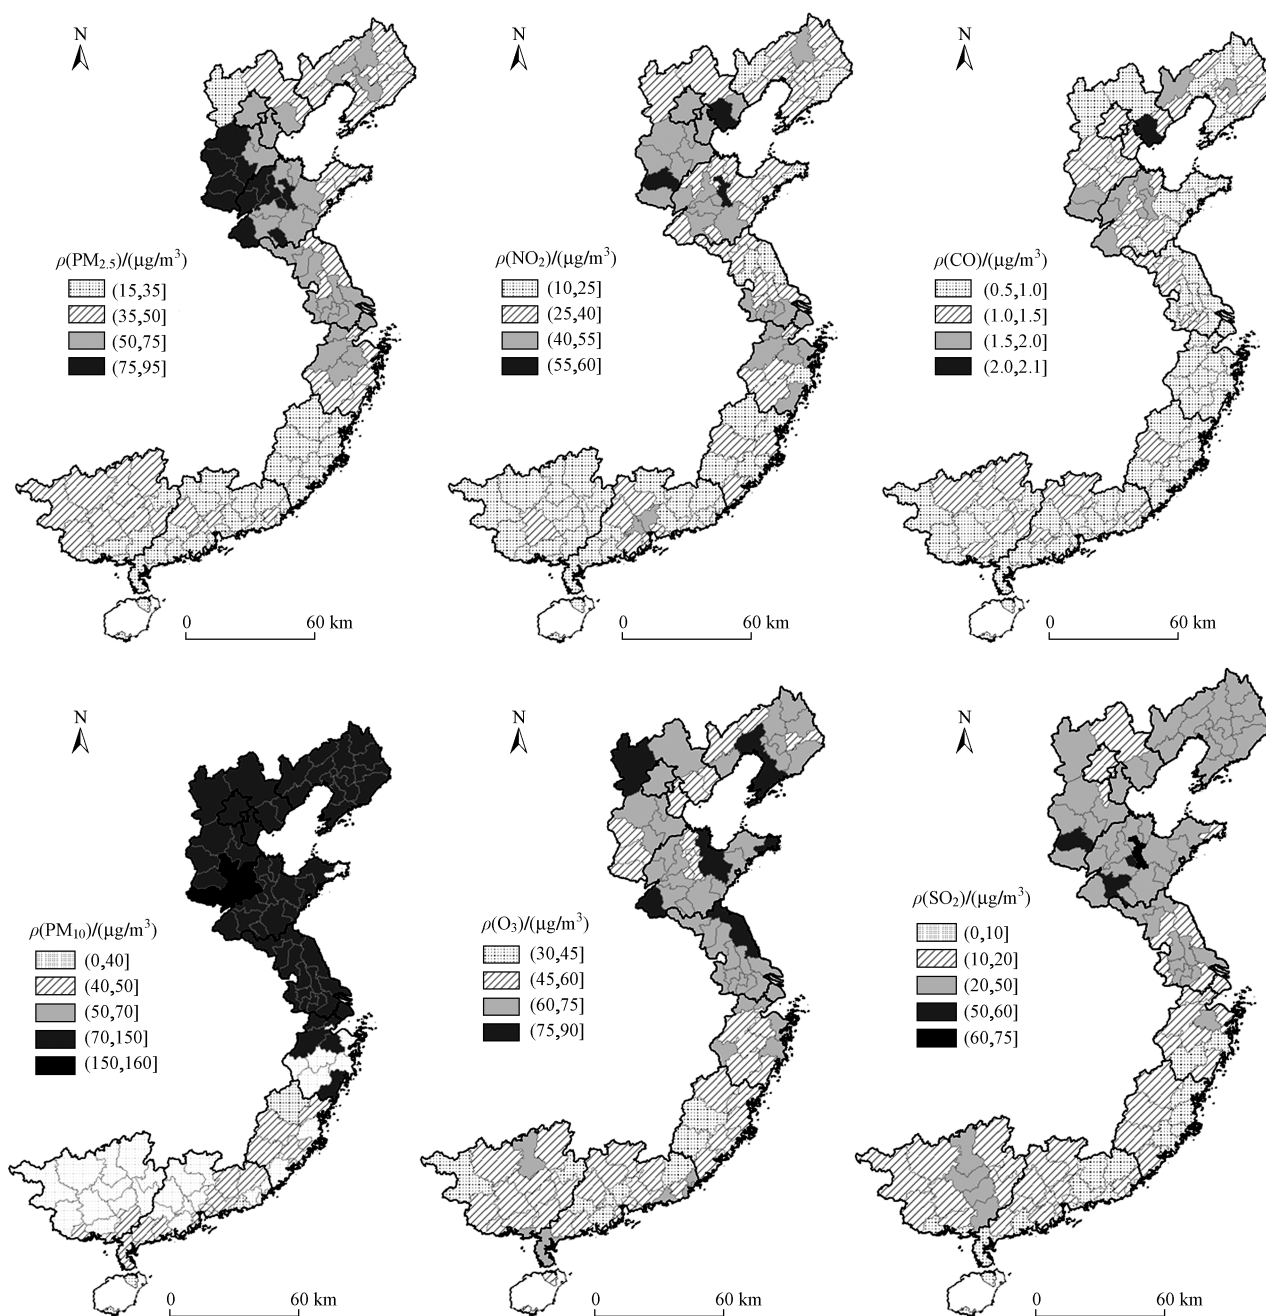 N
ρ(PM₂.₅)/(μg/m³)
(15,35]
(35,50]
(50,75]
(75,95]
0 60 km
N
ρ(NO₂)/(μg/m³)
(10,25]
(25,40]
(40,55]
(55,60]
0 60 km
N
ρ(CO)/(μg/m³)
(0.5,1.0]
(1.0,1.5]
(1.5,2.0]
(2.0,2.1]
0 60 km
N
ρ(PM₁₀)/(μg/m³)
(0,40]
(40,50]
(50,70]
(70,150]
(150,160]
0 60 km
N
ρ(O₃)/(μg/m³)
(30,45]
(45,60]
(60,75]
(75,90]
0 60 km
N
ρ(SO₂)/(μg/m³)
(0,10]
(10,20]
(20,50]
(50,60]
(60,75]
0 60 km